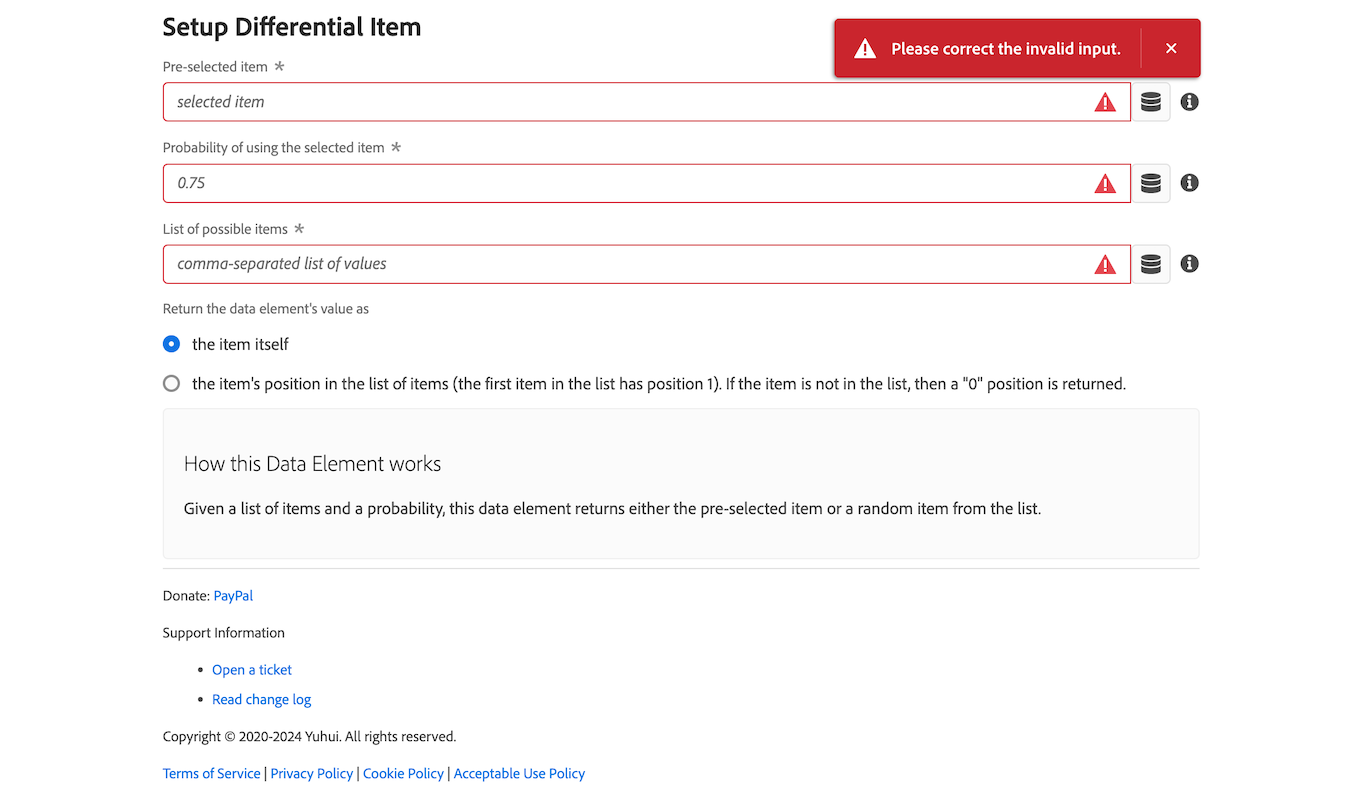 Setup Differential Item
Please correct the invalid input.
Pre-selected item *
selected item
Probability of using the selected item *
0.75
List of possible items *
comma-separated list of values
Return the data element's value as
the item itself
the item's position in the list of items (the first item in the list has position 1). If the item is not in the list, then a "0" position is returned.
How this Data Element works
Given a list of items and a probability, this data element returns either the pre-selected item or a random item from the list.
Donate: PayPal
Support Information
• Open a ticket
• Read change log
Copyright © 2020-2024 Yuhui. All rights reserved.
Terms of Service | Privacy Policy | Cookie Policy | Acceptable Use Policy